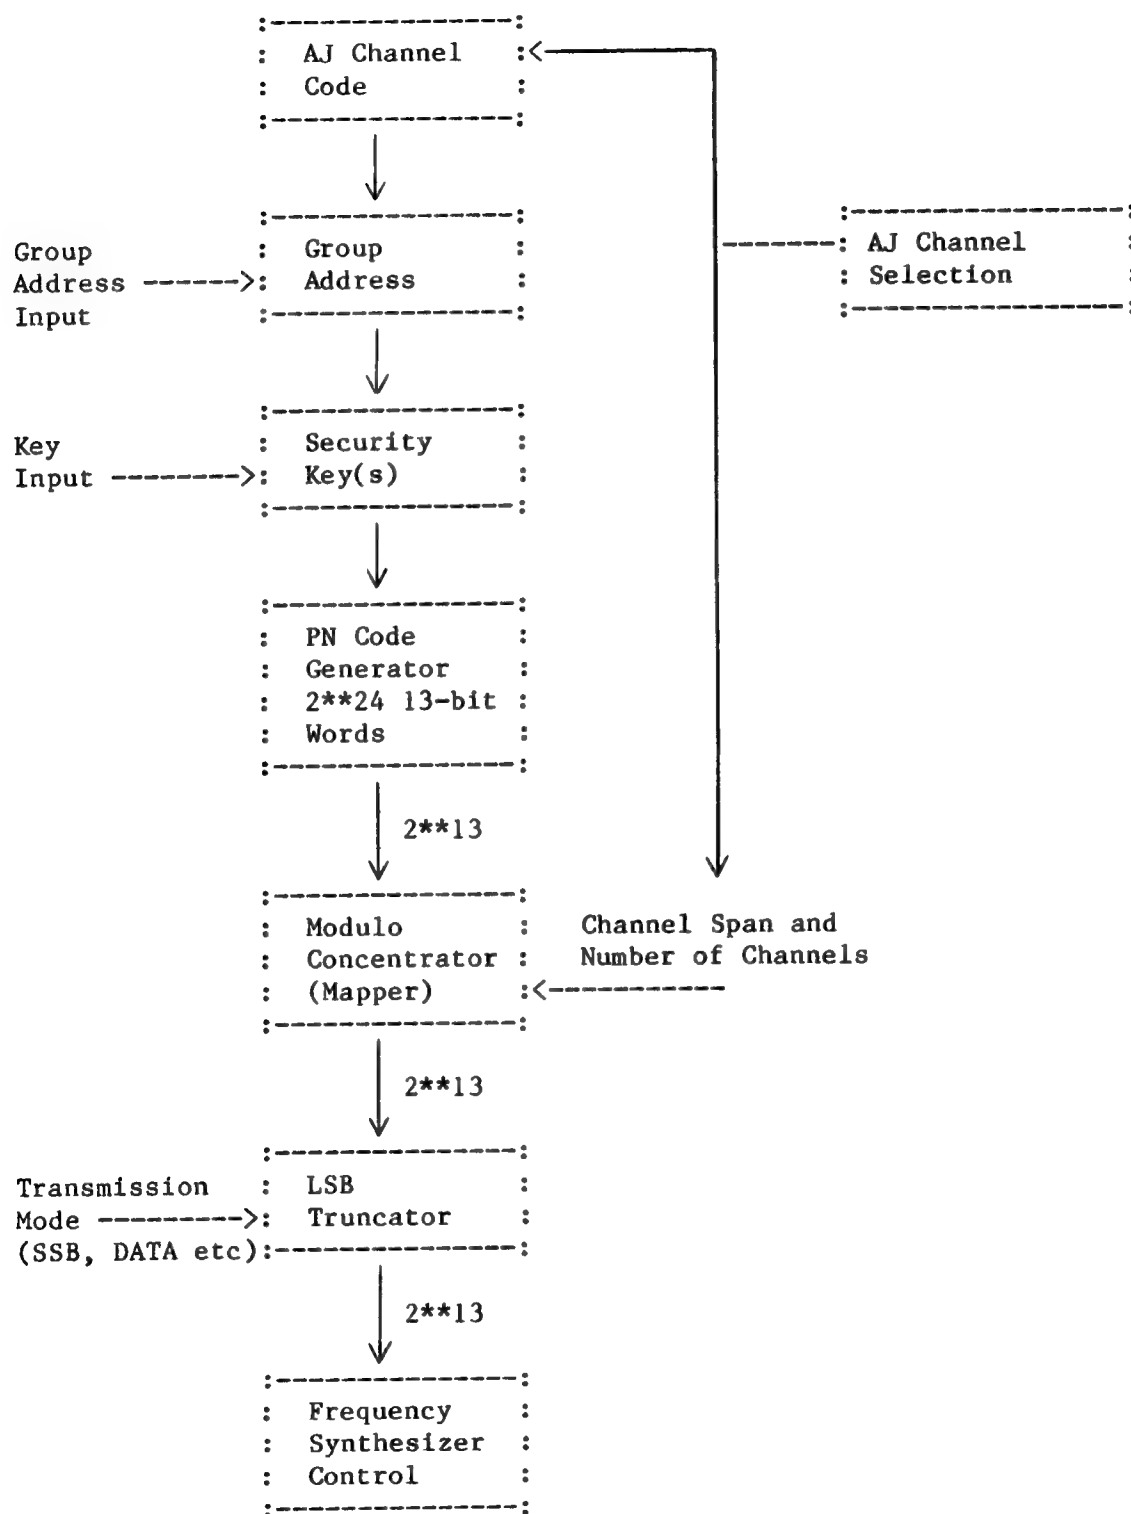 AJ Channel
Code
Group
Address
Input
Group
Address
AJ Channel
Selection
Key
Input
Security
Key(s)
PN Code
Generator
2**24 13-bit
Words
2**13
Modulo
Concentrator
(Mapper)
Channel Span and
Number of Channels
2**13
Transmission
Mode
(SSB, DATA etc)
LSB
Truncator
2**13
Frequency
Synthesizer
Control